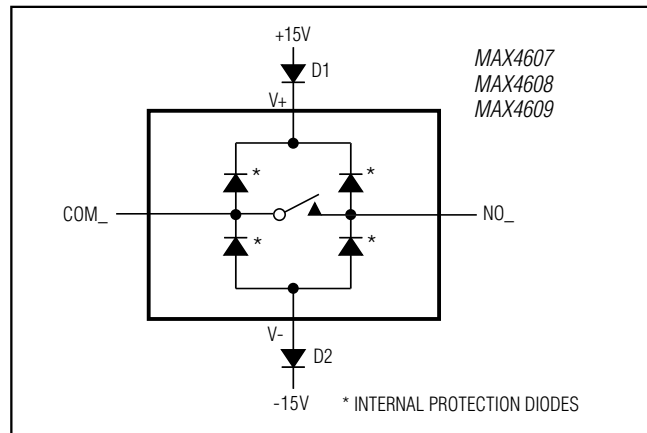 +15V
D1
MAX4607
MAX4608
MAX4609
V+
*
*
COM_
NO_
*
*
V-
D2
-15V
* INTERNAL PROTECTION DIODES